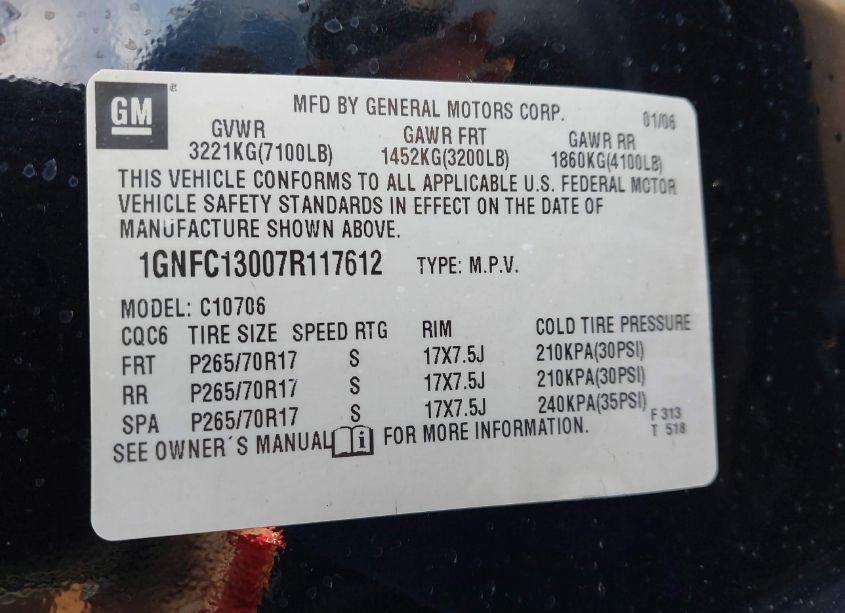 GM ®
MFD BY GENERAL MOTORS CORP. 01/06
GVWR GAWR FRT GAWR RR
3221KG(7100LB) 1452KG(3200LB) 1860KG(4100LB)
THIS VEHICLE CONFORMS TO ALL APPLICABLE U.S. FEDERAL MOTOR
VEHICLE SAFETY STANDARDS IN EFFECT ON THE DATE OF
MANUFACTURE SHOWN ABOVE.
1GNFC13007R117612 TYPE: M.P.V.
MODEL: C10706
CQC6 TIRE SIZE SPEED RTG RIM COLD TIRE PRESSURE
FRT P265/70R17 S 17X7.5J 210KPA(30PSI)
RR P265/70R17 S 17X7.5J 210KPA(30PSI)
SPA P265/70R17 S 17X7.5J 240KPA(35PSI) F 313
SEE OWNER´S MANUAL i FOR MORE INFORMATION. T 518